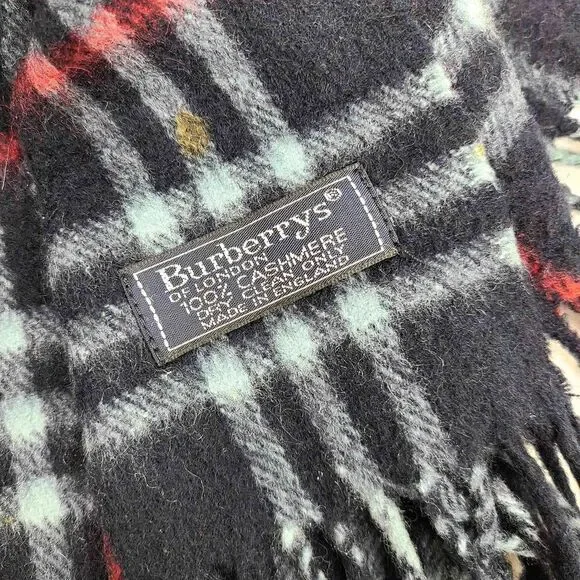 Burberrys®
OF LONDON
100% CASHMERE
DRY CLEAN ONLY
MADE IN ENGLAND